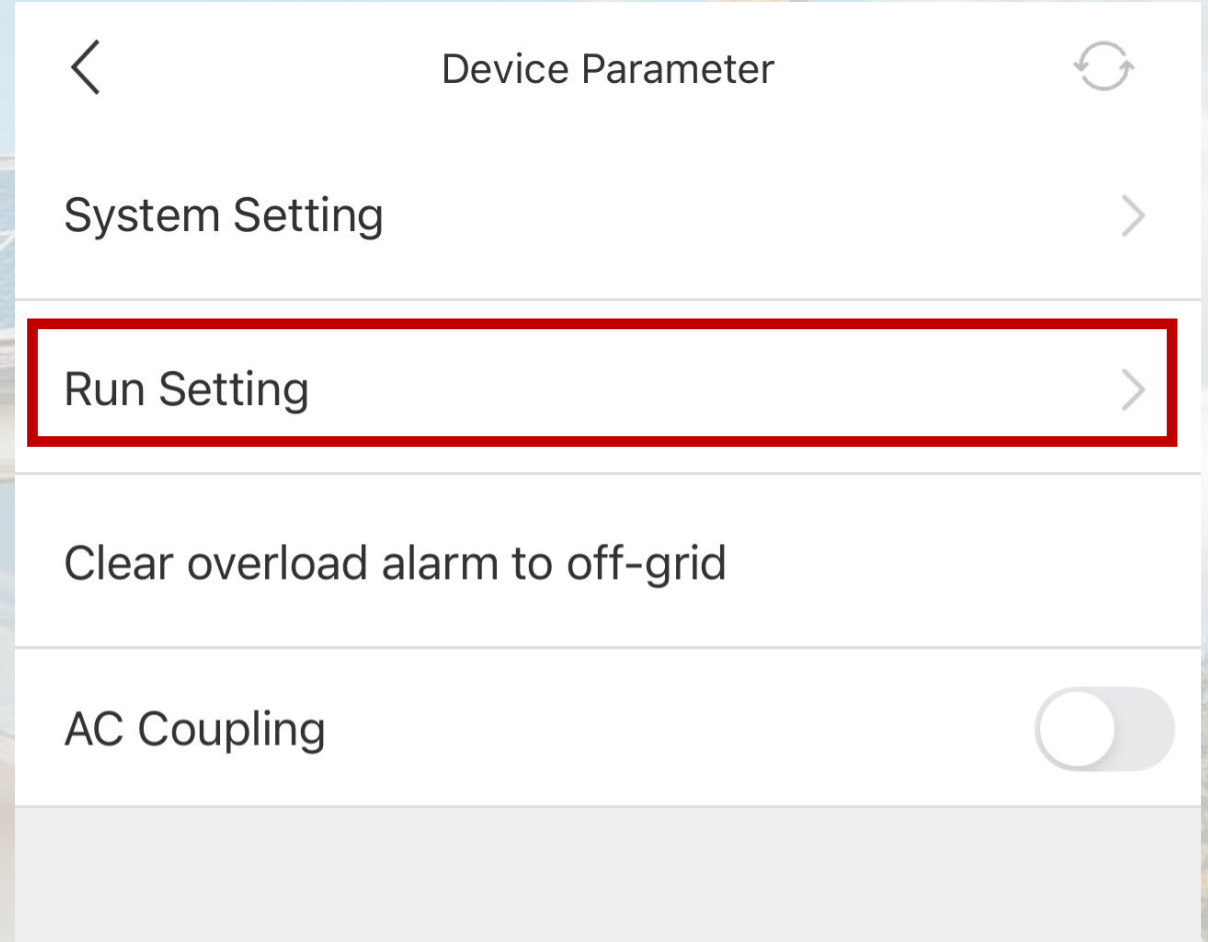 Device Parameter
System Setting
Run Setting
Clear overload alarm to off-grid
AC Coupling